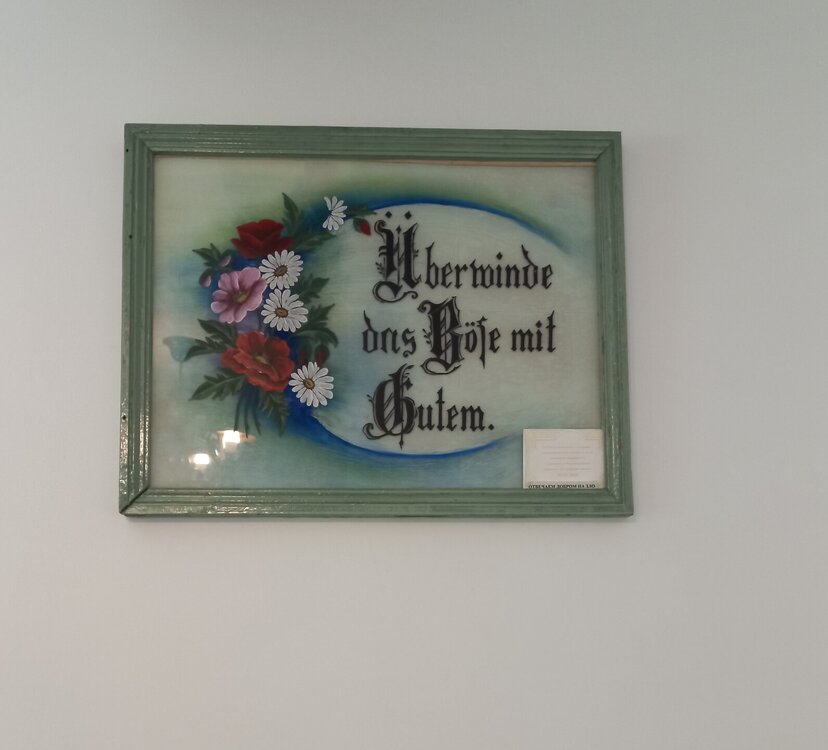 Überwinde
das Böſe mit
Gutem.
ОТВЕЧАЕМ ДОБРОМ НА ЗЛО